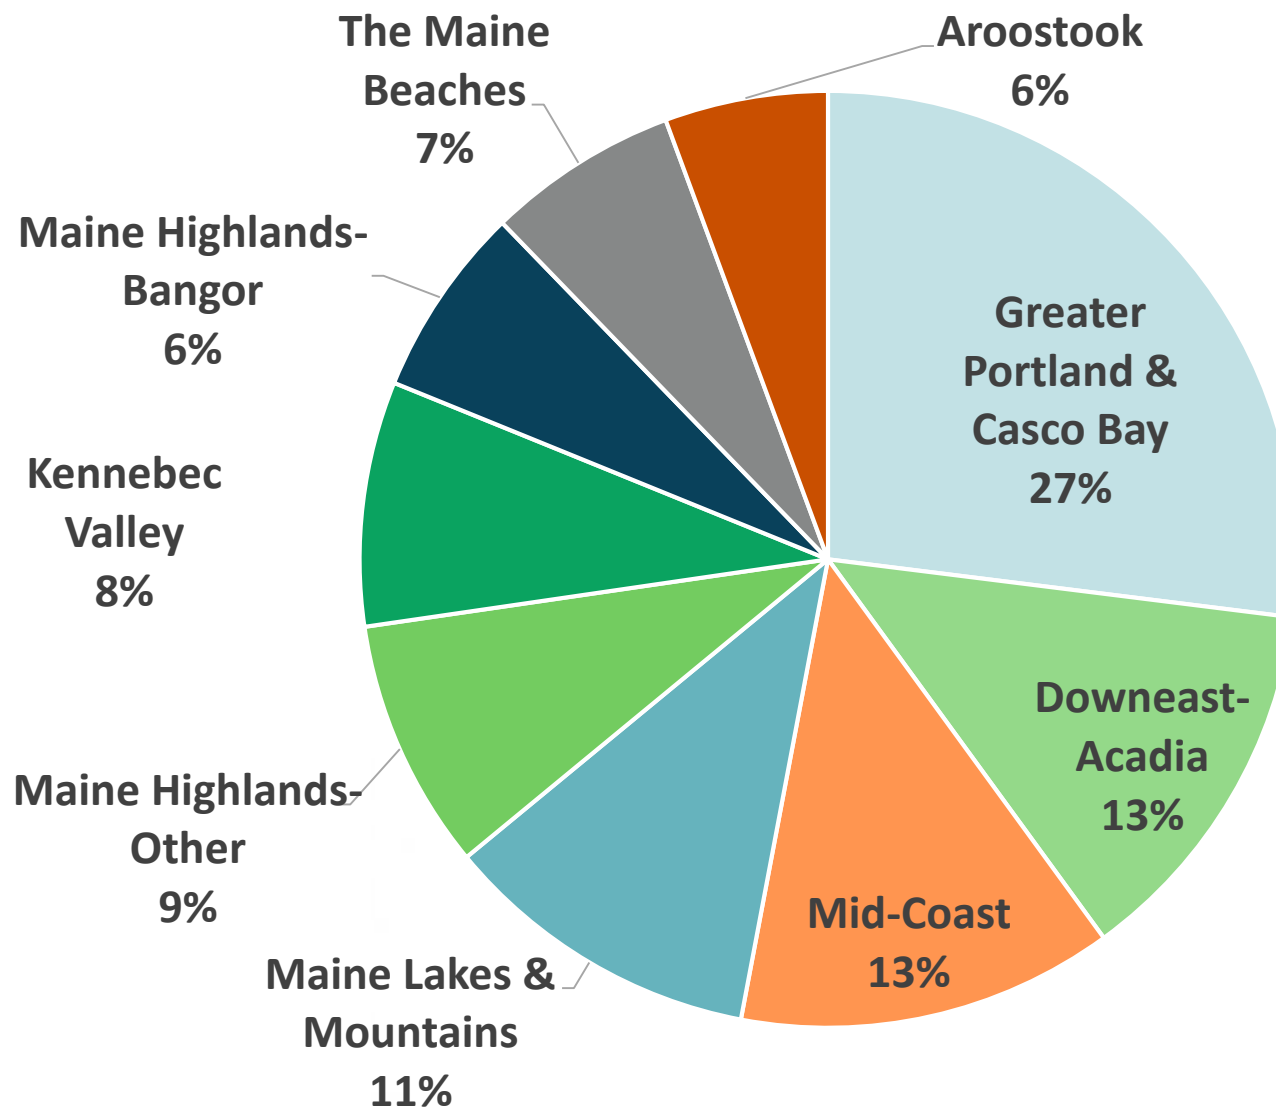 The Maine
Beaches
7%
Aroostook
6%
Maine Highlands-
Bangor
6%
Greater
Portland &
Casco Bay
27%
Kennebec
Valley
8%
Downeast-
Acadia
13%
Maine Highlands-
Other
9%
Mid-Coast
13%
Maine Lakes &
Mountains
11%